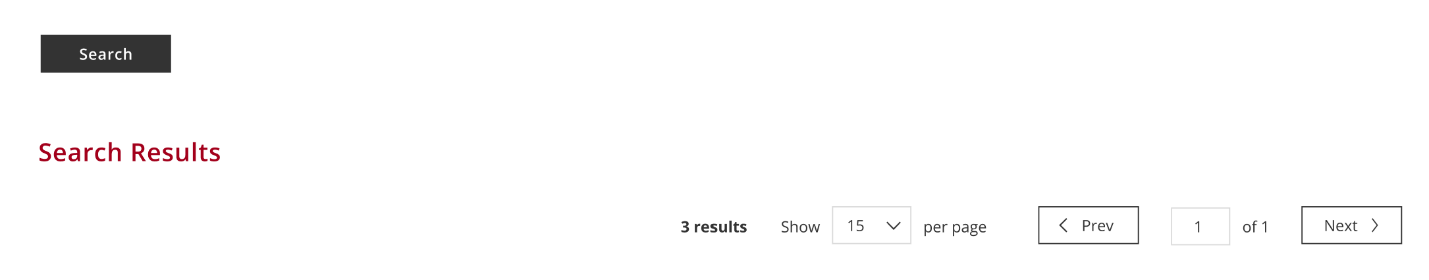 Search
Search Results
3 results Show 15 per page Prev 1 of 1 Next